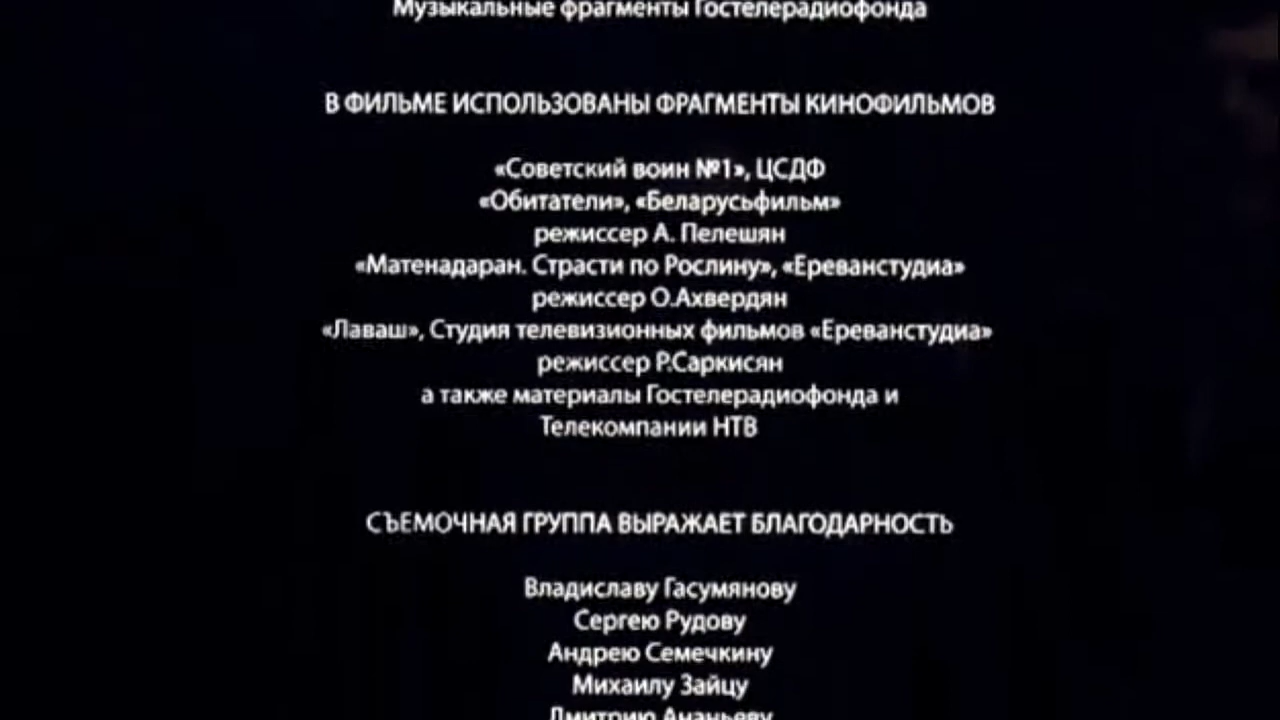 Музыкальные фрагменты Гостелерадиофонда
В ФИЛЬМЕ ИСПОЛЬЗОВАНЫ ФРАГМЕНТЫ КИНОФИЛЬМОВ
«Советский воин №1», ЦСДФ
«Обитатели», «Беларусьфильм»
режиссер А. Пелешян
«Матенадаран. Страсти по Рослину», «Ереванстудиа»
режиссер О.Ахвердян
«Лаваш», Студия телевизионных фильмов «Ереванстудиа»
режиссер Р.Саркисян
а также материалы Гостелерадиофонда и
Телекомпании НТВ
СЪЕМОЧНАЯ ГРУППА ВЫРАЖАЕТ БЛАГОДАРНОСТЬ
Владиславу Гасумянову
Сергею Рудову
Андрею Семечкину
Михаилу Зайцу
Дмитрию Ананьеву